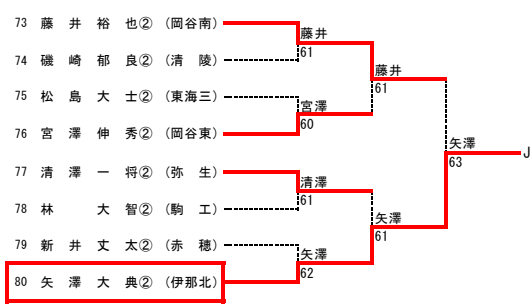 73 藤 井 裕 也② (岡谷南)
藤井
61
74 磯 崎 郁 良② (清 陵)
藤井
61
75 松 島 大 士② (東海三)
宮澤
60
76 宮 澤 伸 秀② (岡谷東)
矢澤
63
J
77 清 澤 一 将② (弥 生)
清澤
61
78 林 大 智② (駒 工)
矢澤
61
79 新 井 丈 太② (赤 穂)
矢澤
62
80 矢 澤 大 典② (伊那北)